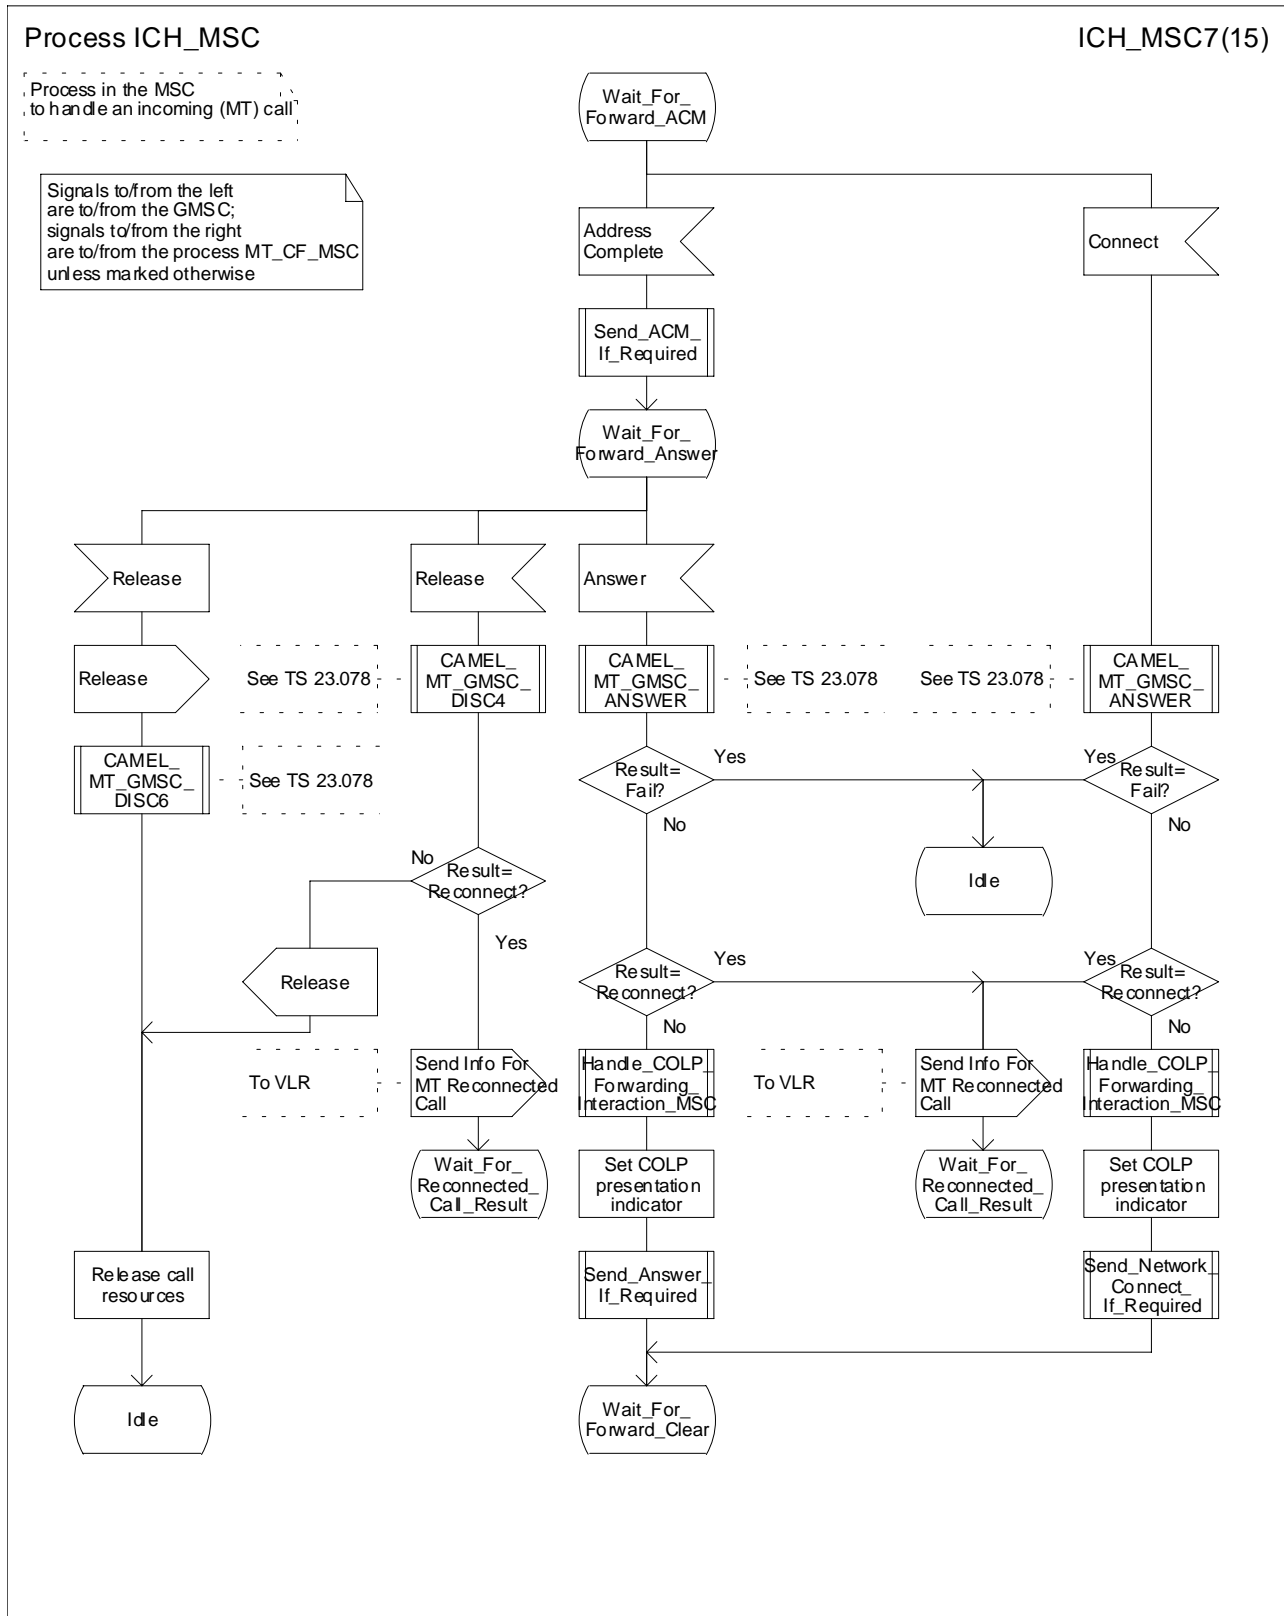 Process ICH_MSC
ICH_MSC7(15)
Process in the MSC
to handle an incoming (MT) call
Signals to/from the left
are to/from the GMSC;
signals to/from the right
are to/from the process MT_CF_MSC
unless marked otherwise
Wait_For_
Forward_ACM
Address
Complete
Connect
Send_ACM_
If_Required
Wait_For_
Forward_Answer
Release
Release
Answer
Release
See TS 23.078
CAMEL_
MT_GMSC_
DISC4
CAMEL_
MT_GMSC_
ANSWER
See TS 23.078
See TS 23.078
CAMEL_
MT_GMSC_
ANSWER
CAMEL_
MT_GMSC_
DISC6
See TS 23.078
Result=
Fail?
Yes
No
Yes
Result=
Fail?
No
Idle
No
Result=
Reconnect?
Yes
Release
Result=
Reconnect?
Yes
No
Yes
Result=
Reconnect?
No
To VLR
Send Info For
MT Reconnected
Call
Handle_COLP_
Forwarding_
Interaction_MSC
To VLR
Send Info For
MT Reconnected
Call
Handle_COLP_
Forwarding_
Interaction_MSC
Wait_For_
Reconnected_
Call_Result
Set COLP
presentation
indicator
Wait_For_
Reconnected_
Call_Result
Set COLP
presentation
indicator
Release call
resources
Send_Answer_
If_Required
Send_Network_
Connect_
If_Required
Idle
Wait_For_
Forward_Clear